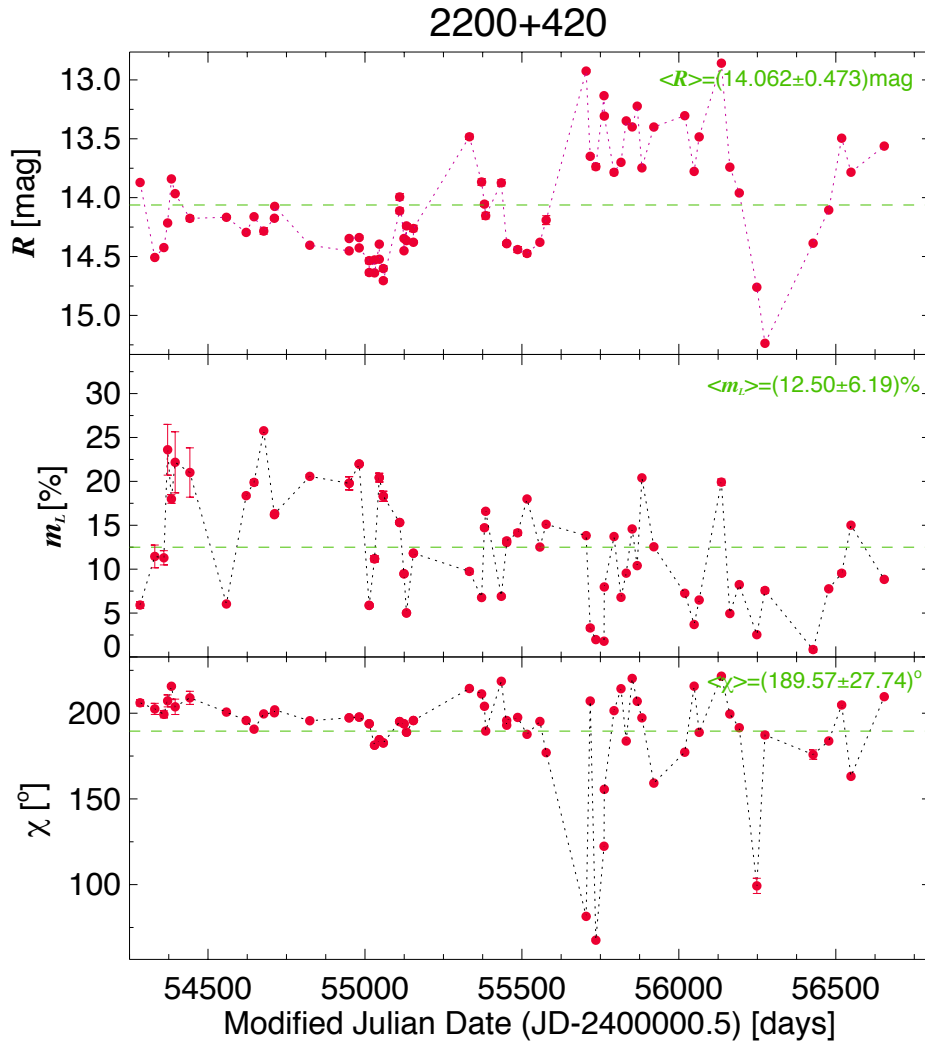 2200+420
<R>=(14.062±0.473)mag
R [mag]
13.0
13.5
14.0
14.5
15.0
<m_L>=(12.50±6.19)%
m_L[%]
30
25
20
15
10
5
0
<χ>=(189.57±27.74)°
χ [°]
200
150
100
54500 55000 55500 56000 56500
Modified Julian Date (JD-2400000.5) [days]